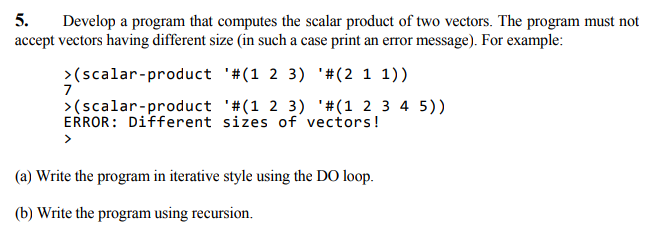 5. Develop a program that computes the scalar product of two vectors. The program must not
accept vectors having different size (in such a case print an error message). For example:
>(scalar-product '#(1 2 3) '#(2 1 1))
7
>(scalar-product '#(1 2 3) '#(1 2 3 4 5))
ERROR: Different sizes of vectors!
>
(a) Write the program in iterative style using the DO loop.
(b) Write the program using recursion.